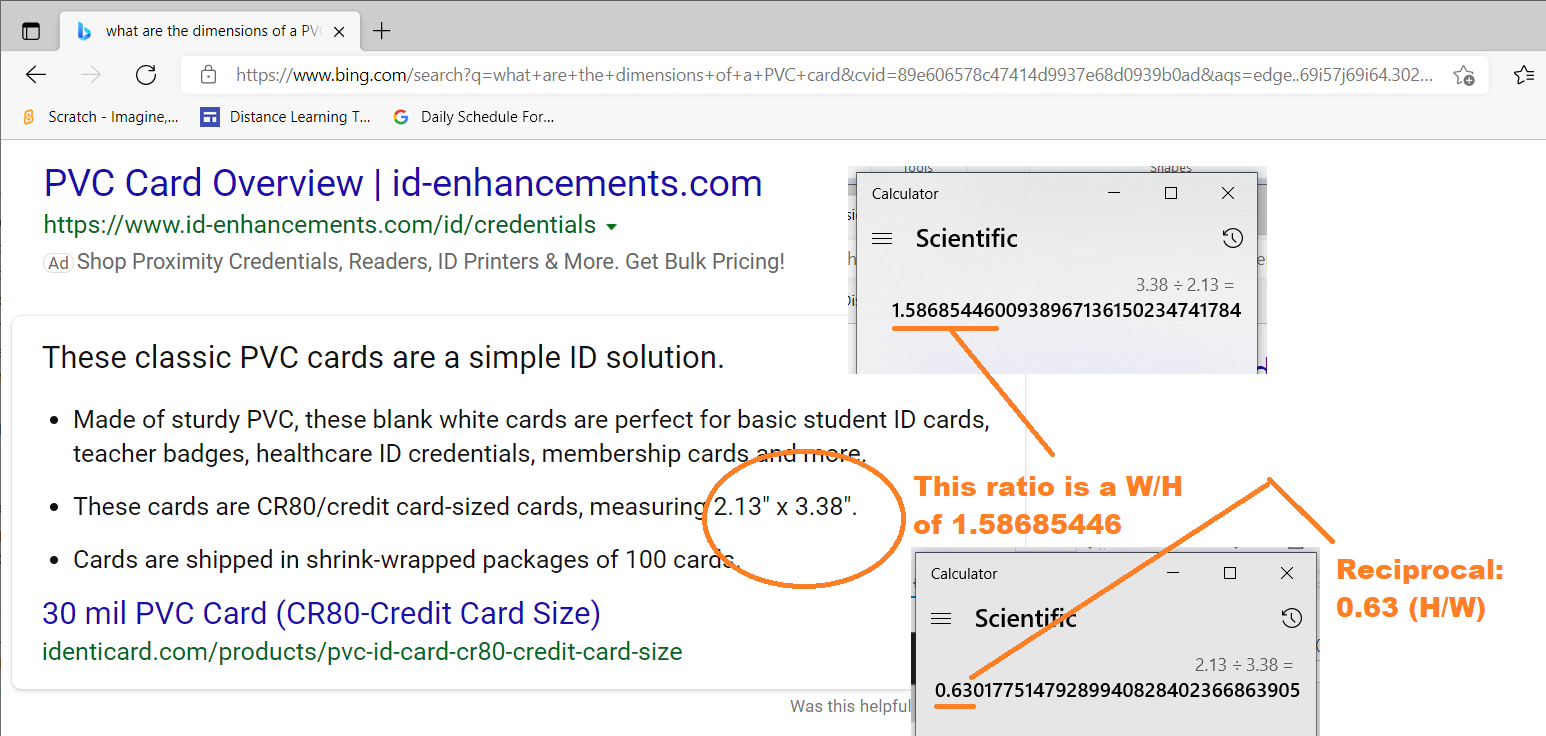 what are the dimensions of a PV
https://www.bing.com/search?q=what+are+the+dimensions+of+a+PVC+card&cvid=89e606578c47414d9937e68d0939b0ad&aqs=edge..69i57j69i64.302...
Scratch - Imagine,... Distance Learning T... Daily Schedule For...
PVC Card Overview | id-enhancements.com
https://www.id-enhancements.com/id/credentials
Ad Shop Proximity Credentials, Readers, ID Printers & More. Get Bulk Pricing!
Tools Shapes
Calculator
Scientific
3.38 ÷ 2.13 =
1.5868544600938967136150234741784
These classic PVC cards are a simple ID solution.
• Made of sturdy PVC, these blank white cards are perfect for basic student ID cards,
teacher badges, healthcare ID credentials, membership cards and more.
• These cards are CR80/credit card-sized cards, measuring 2.13" x 3.38".
• Cards are shipped in shrink-wrapped packages of 100 cards.
30 mil PVC Card (CR80-Credit Card Size)
identicard.com/products/pvc-id-card-cr80-credit-card-size
Was this helpful
This ratio is a W/H
of 1.58685446
Calculator
Scientific
2.13 ÷ 3.38 =
0.63017751479289940828402366863905
Reciprocal:
0.63 (H/W)